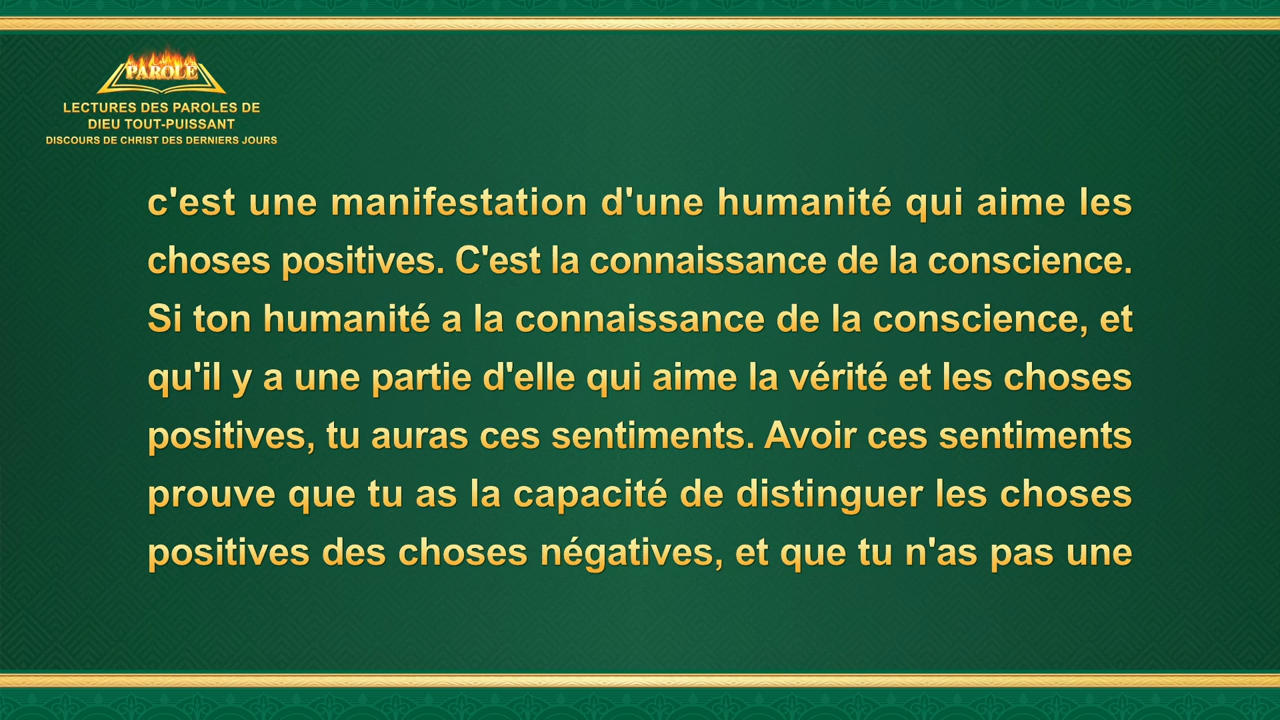 PAROLE
LECTURES DES PAROLES DE
DIEU TOUT-PUISSANT
DISCOURS DE CHRIST DES DERNIERS JOURS
c'est une manifestation d'une humanité qui aime les
choses positives. C'est la connaissance de la conscience.
Si ton humanité a la connaissance de la conscience, et
qu'il y a une partie d'elle qui aime la vérité et les choses
positives, tu auras ces sentiments. Avoir ces sentiments
prouve que tu as la capacité de distinguer les choses
positives des choses négatives, et que tu n'as pas une